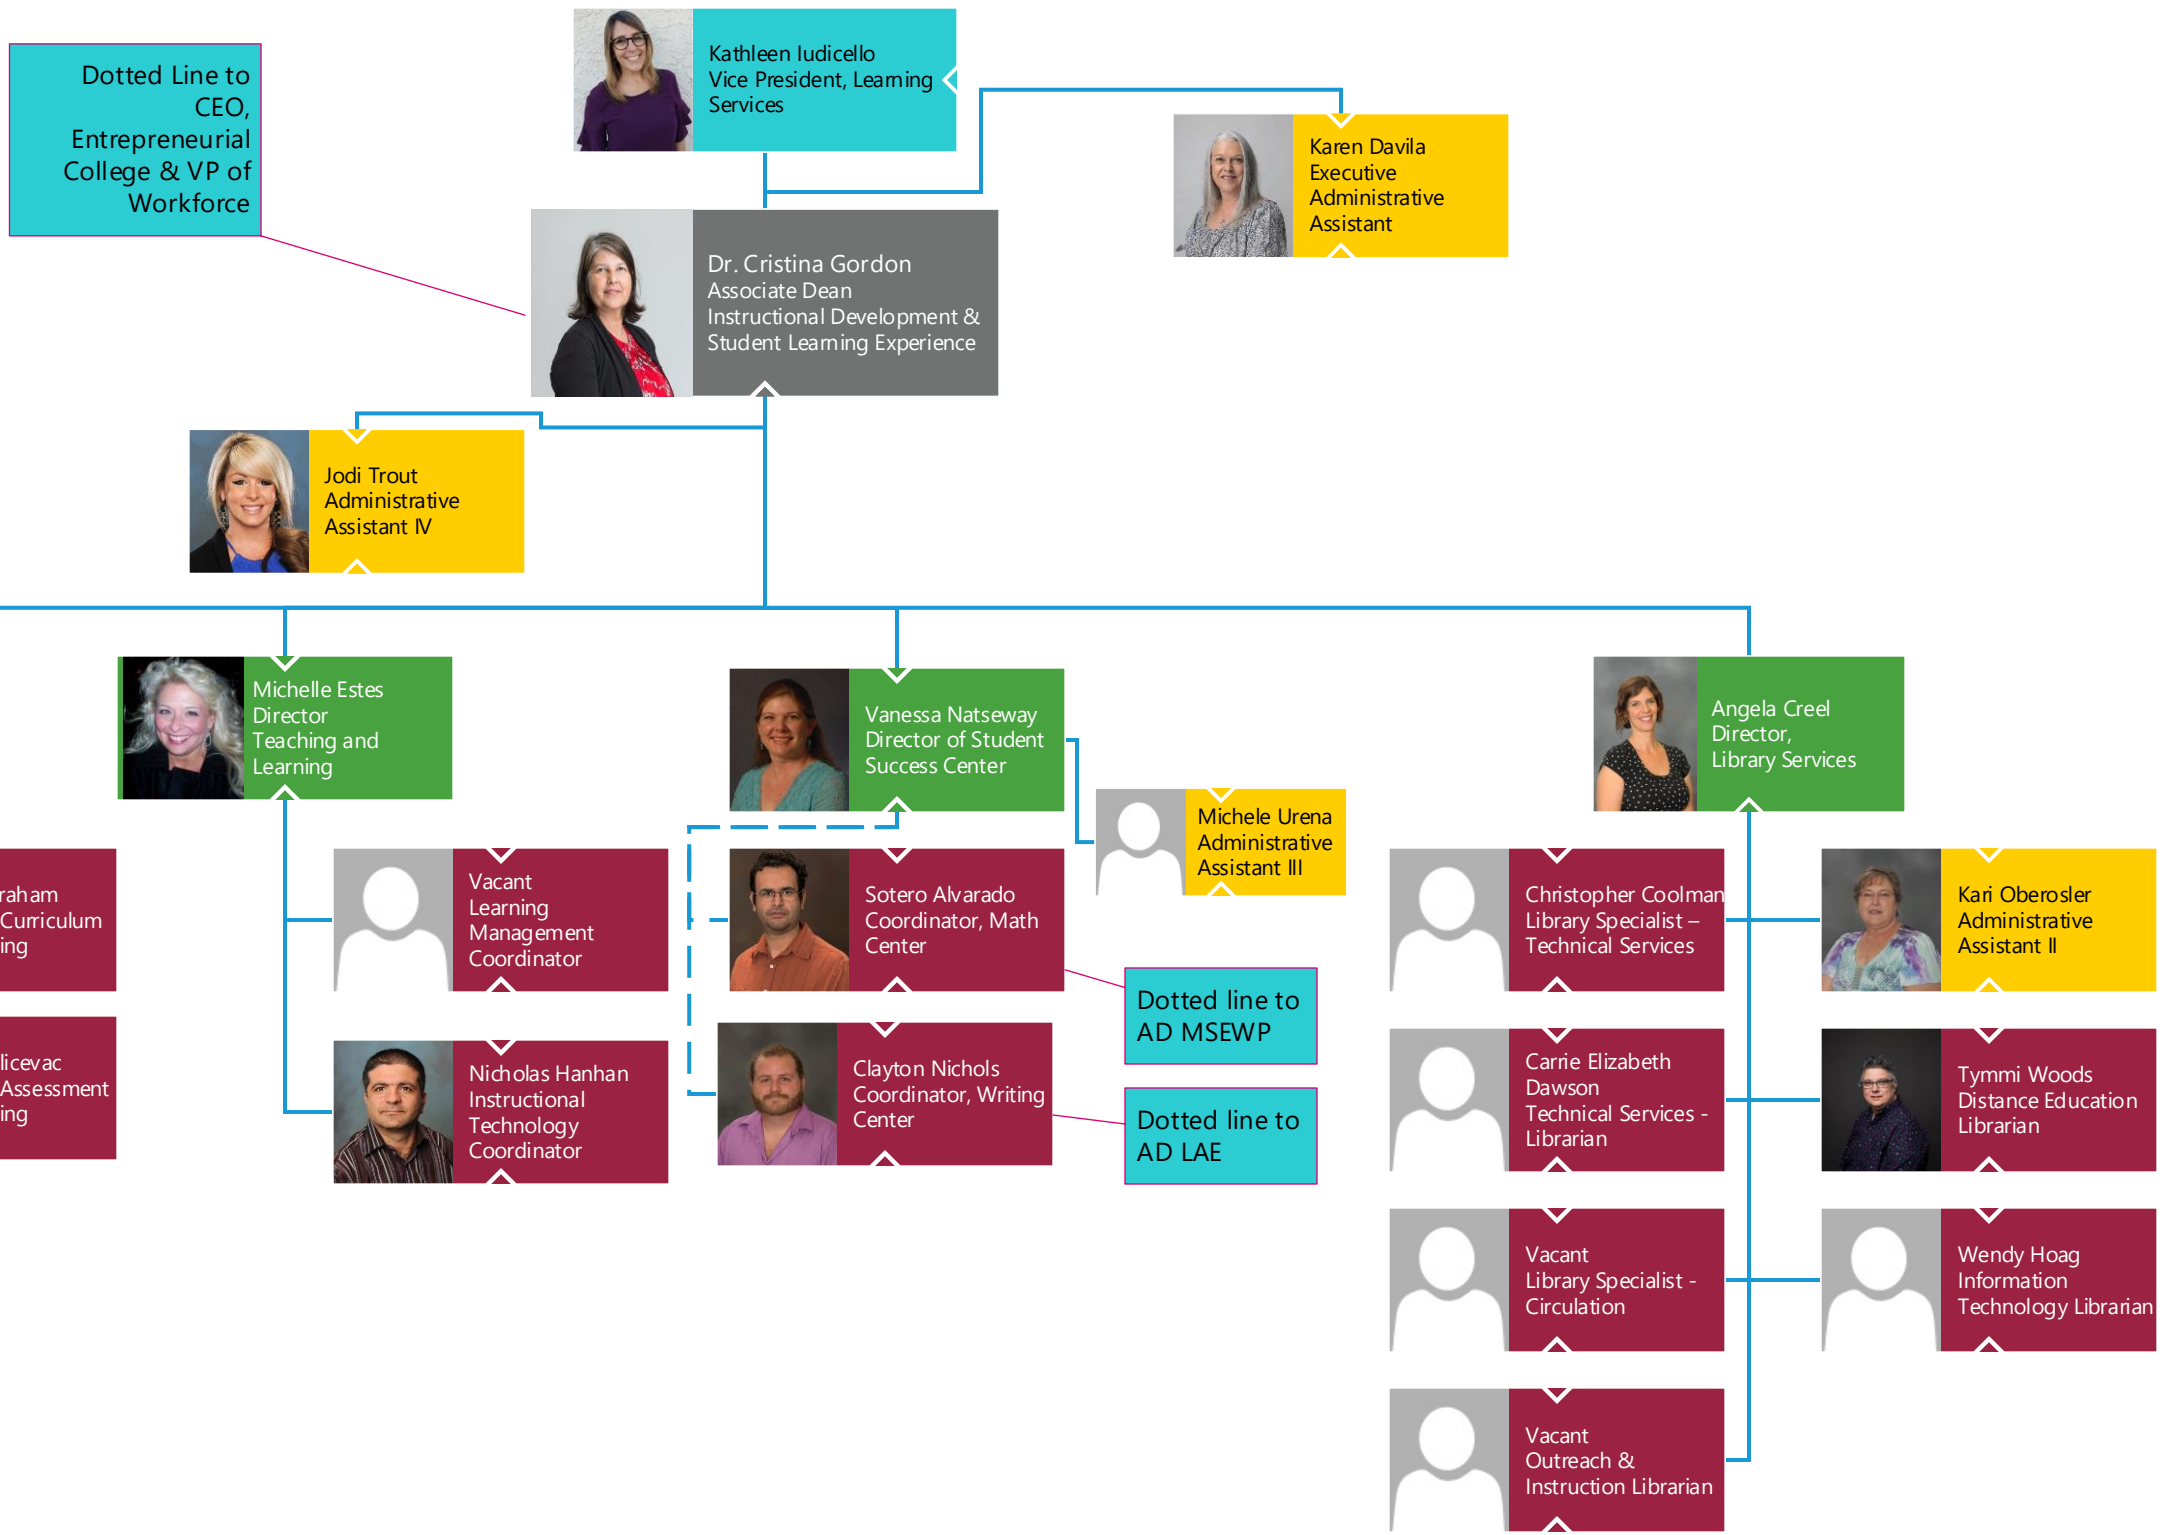 Kathleen Iudicello
Vice President, Learning
Services
Dotted Line to
CEO,
Entrepreneurial
College & VP of
Workforce
Karen Davila
Executive
Administrative
Assistant
Dr. Cristina Gordon
Associate Dean
Instructional Development &
Student Learning Experience
Jodi Trout
Administrative
Assistant IV
Michelle Estes
Director
Teaching and
Learning
Vanessa Natseway
Director of Student
Success Center
Angela Creel
Director,
Library Services
Michele Urena
Administrative
Assistant III
raham
Curriculum
ing
Vacant
Learning
Management
Coordinator
Sotero Alvarado
Coordinator, Math
Center
Christopher Coolman
Library Specialist –
Technical Services
Kari Oberosler
Administrative
Assistant II
Dotted line to
AD MSEWP
licevac
Assessment
ing
Nicholas Hanhan
Instructional
Technology
Coordinator
Clayton Nichols
Coordinator, Writing
Center
Dotted line to
AD LAE
Carrie Elizabeth
Dawson
Technical Services -
Librarian
Tymmi Woods
Distance Education
Librarian
Vacant
Library Specialist -
Circulation
Wendy Hoag
Information
Technology Librarian
Vacant
Outreach &
Instruction Librarian